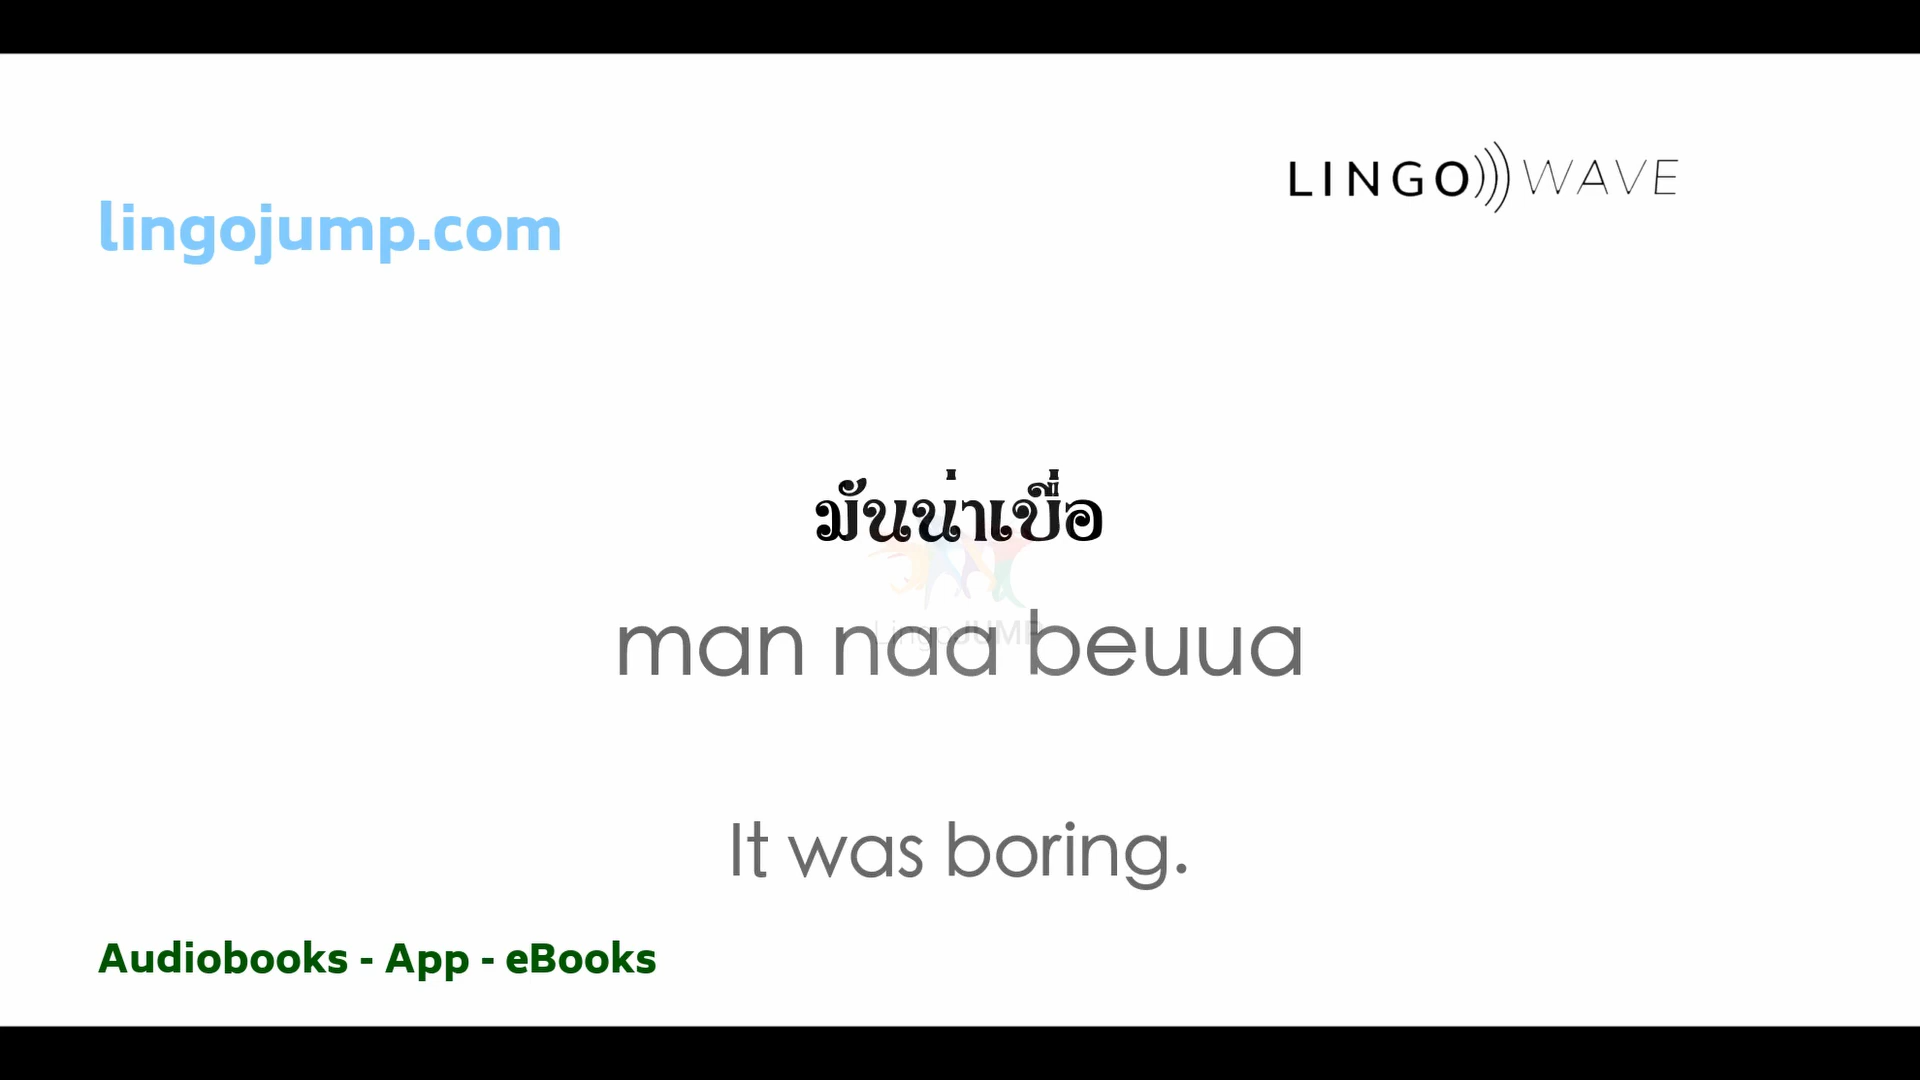 LINGO WAVE
lingojump.com
มันน่าเบื่อ
LingoJUMP
man naa beuua
It was boring.
Audiobooks - App - eBooks